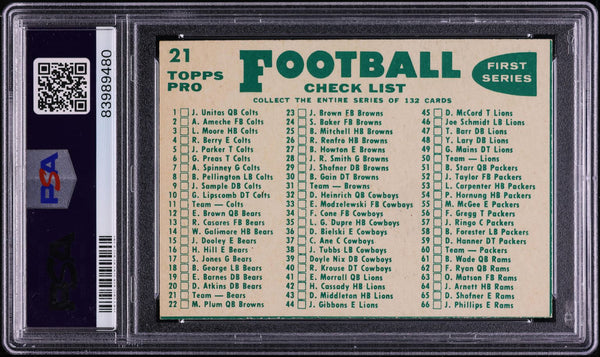 83989480
PSA
PSA
21
TOPPS
PRO
FOOTBALL
CHECK LIST
FIRST
SERIES
COLLECT THE ENTIRE SERIES OF 132 CARDS
1 J. Unitas QB Colts
2 A. Ameche FB Colts
3 L. Moore HB Colts
4 R. Berry E Colts
5 J. Parker T Colts
6 G. Preas T Colts
7 A. Spinney G Colts
8 B. Pellington LB Colts
9 J. Sample DB Colts
10 G. Lipscomb DT Colts
11 Team — Colts
12 E. Brown QB Bears
13 R. Casares FB Bears
14 W. Galimore HB Bears
15 J. Dooley E Bears
16 H. Hill E Bears
17 S. Jones G Bears
18 B. George LB Bears
19 E. Barnes DB Bears
20 D. Atkins DE Bears
21 Team — Bears
22 M. Plum QB Browns
23 J. Brown FB Browns
24 S. Baker FB Browns
25 B. Mitchell HB Browns
26 R. Renfro HB Browns
27 B. Howton E Browns
28 J. R. Smith G Browns
29 J. Shofner DB Browns
30 B. Gain DT Browns
31 Team — Browns
32 D. Heinrich QB Cowboys
33 E. Modzelewski FB Cowboys
34 F. Cone FB Cowboys
35 L. G. Dupre HB Cowboys
36 D. Bielski E Cowboys
37 C. Ane C Cowboys
38 J. Tubbs LB Cowboys
39 Doyle Nix DB Cowboys
40 R. Krouse DT Cowboys
41 E. Morrall QB Lions
42 H. Cassady HB Lions
43 D. Middleton HB Lions
44 J. Gibbons E Lions
45 D. McCord T Lions
46 Joe Schmidt LB Lions
47 T. Barr DB Lions
48 Y. Lary DB Lions
49 G. Mains DT Lions
50 Team — Lions
51 B. Starr QB Packers
52 J. Taylor FB Packers
53 L. Carpenter HB Packers
54 P. Hornung HB Packers
55 M. McGee E Packers
56 F. Gregg T Packers
57 J. Ringo C Packers
58 B. Forester LB Packers
59 D. Hanner DT Packers
60 Team — Packers
61 B. Wade QB Rams
62 F. Ryan QB Rams
63 O. Matson FB Rams
64 J. Arnett HB Rams
65 D. Shofner E Rams
66 J. Phillips E Rams